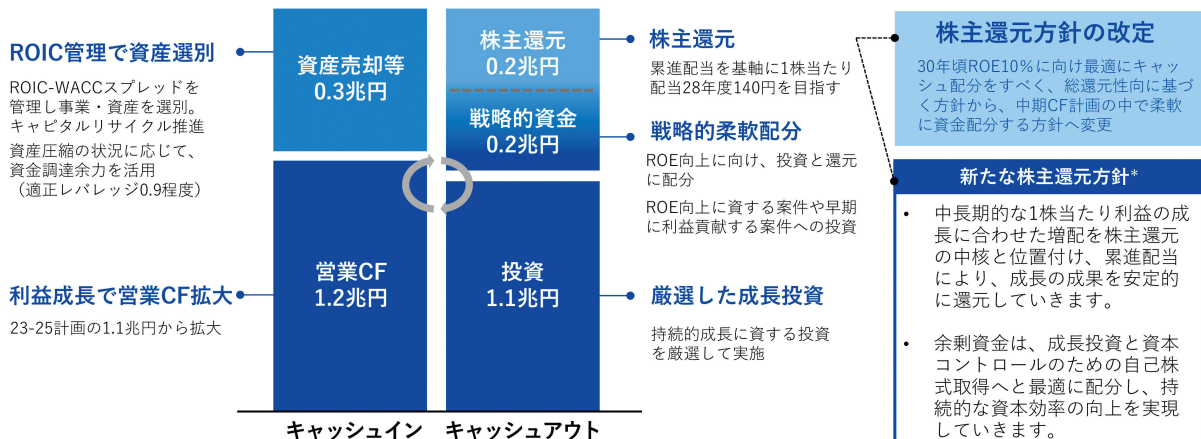 ROIC管理で資産選別
ROIC-WACCスプレッドを
管理し事業・資産を選別。
キャピタルリサイクル推進
資産圧縮の状況に応じて、
資金調達余力を活用
（適正レバレッジ0.9程度）
利益成長で営業CF拡大
23-25計画の1.1兆円から拡大
資産売却等
0.3兆円
営業CF
1.2兆円
キャッシュイン
株主還元
0.2兆円
戦略的資金
0.2兆円
投資
1.1兆円
キャッシュアウト
株主還元
累進配当を基軸に1株当たり
配当28年度140円を目指す
戦略的柔軟配分
ROE向上に向け、投資と還元
に配分
ROE向上に資する案件や早期
に利益貢献する案件への投資
厳選した成長投資
持続的成長に資する投資
を厳選して実施
株主還元方針の改定
30年頃ROE10％に向け最適にキャッ
シュ配分をすべく、総還元性向に基づ
く方針から、中期CF計画の中で柔軟
に資金配分する方針へ変更
新たな株主還元方針*
• 中長期的な1株当たり利益の成
長に合わせた増配を株主還元
の中核と位置付け、累進配当
により、成長の成果を安定的
に還元していきます。
• 余剰資金は、成長投資と資本
コントロールのための自己株
式取得へと最適に配分し、持
続的な資本効率の向上を実現
していきます。